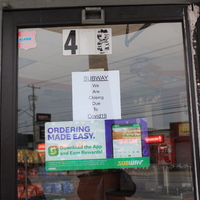 4
SUBWAY
We
Are
Closing
Due
To
Covid19
ORDERING
MADE EASY.
Download the App
and Earn Rewards!
SUBWAY